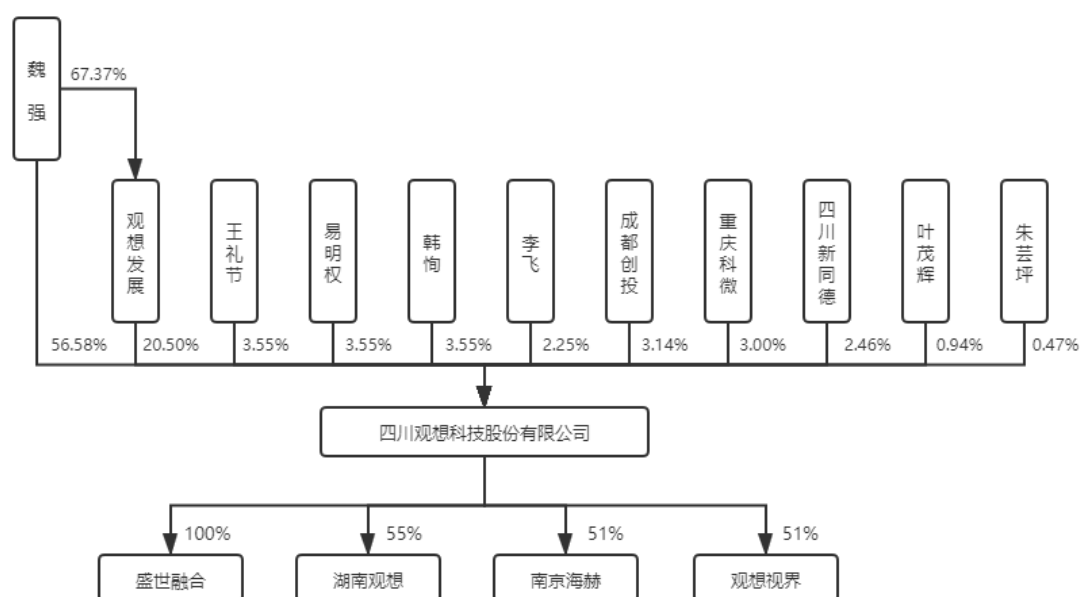 魏强
67.37%
观想发展
王礼节
易明权
韩恂
李飞
成都创投
重庆科微
四川新同德
叶茂辉
朱芸坪
56.58%
20.50%
3.55%
3.55%
3.55%
2.25%
3.14%
3.00%
2.46%
0.94%
0.47%
四川观想科技股份有限公司
100%
55%
51%
51%
盛世融合
湖南观想
南京海赫
观想视界